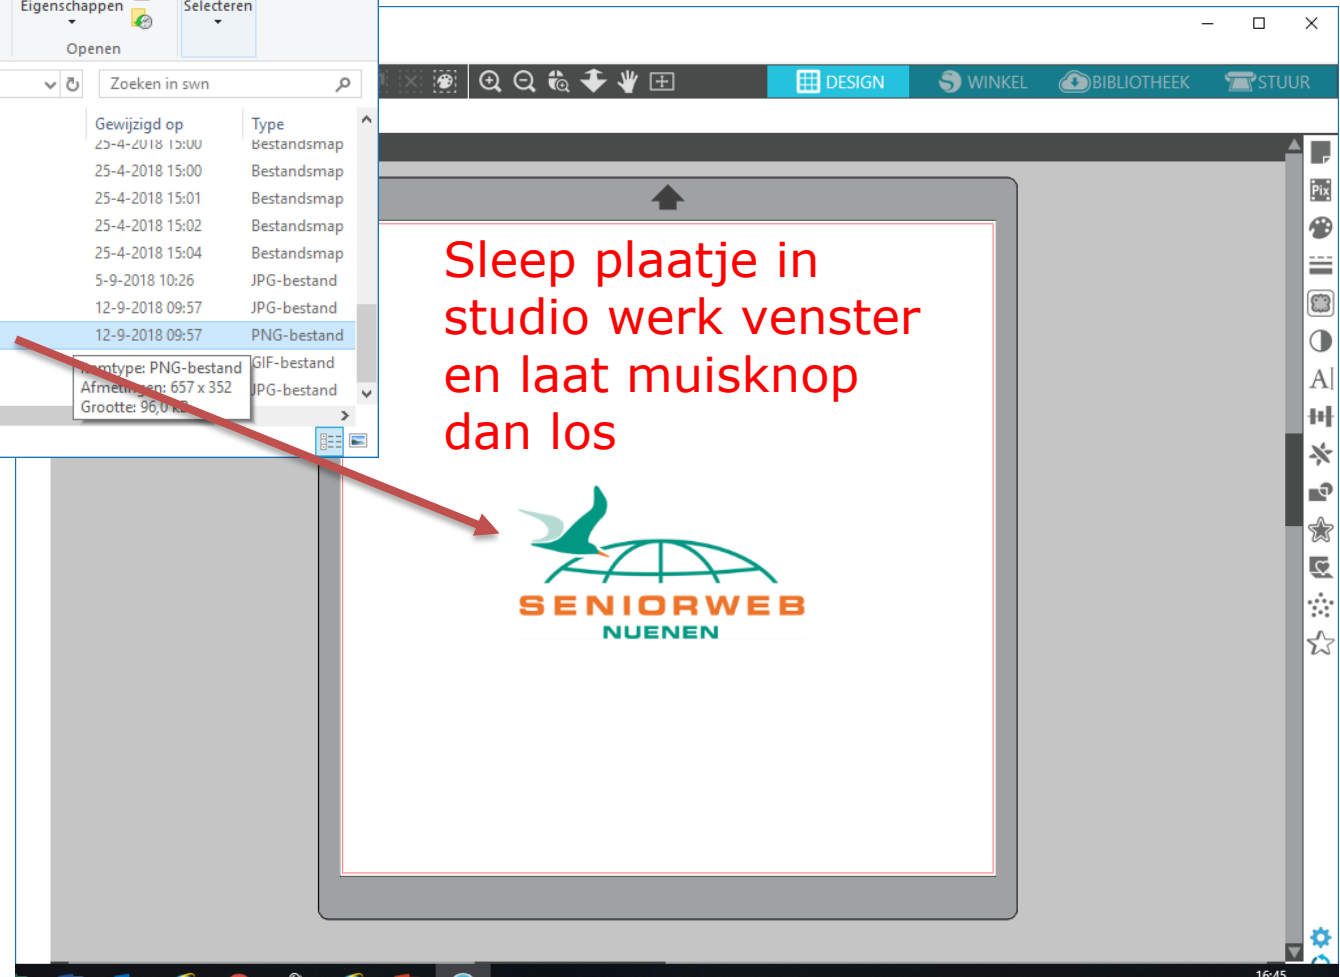 Eigenschappen
Selecteren
Openen
Zoeken in swn
Gewijzigd op Type
25-4-2018 15:00 Bestandsmap
25-4-2018 15:00 Bestandsmap
25-4-2018 15:01 Bestandsmap
25-4-2018 15:02 Bestandsmap
25-4-2018 15:04 Bestandsmap
5-9-2018 10:26 JPG-bestand
12-9-2018 09:57 JPG-bestand
12-9-2018 09:57 PNG-bestand
GIF-bestand
JPG-bestand
PNG-bestand
Afmetingen: 657 x 352
Grootte: 96,0 kB
DESIGN
WINKEL
BIBLIOTHEEK
STUUR
Pix
A
Sleep plaatje in
studio werk venster
en laat muisknop
dan los
SENIORWEB
NUENEN
16:45